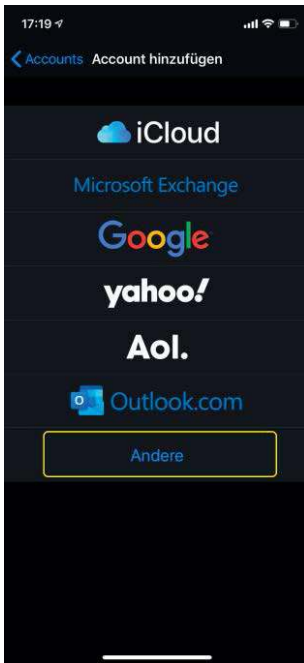 17:19
Accounts Account hinzufügen
iCloud
Microsoft Exchange
Google
yahoo!
Aol.
Outlook.com
Andere